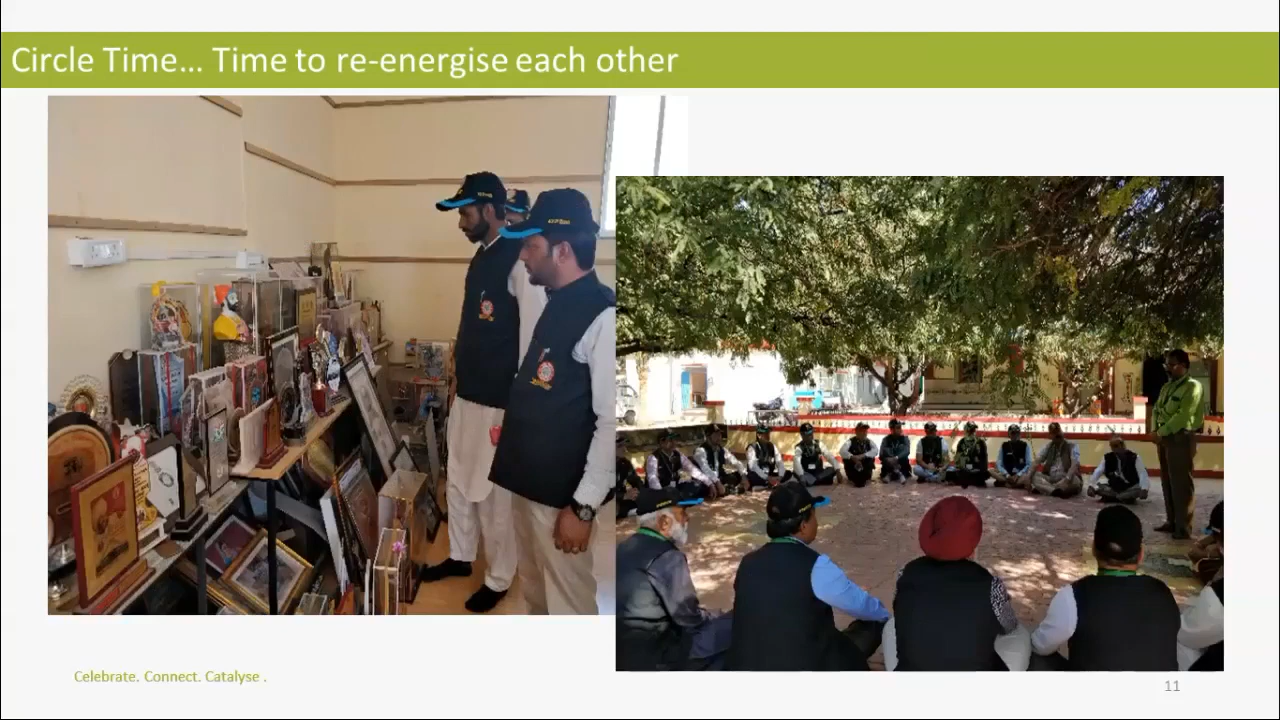 Circle Time... Time to re-energise each other
Celebrate. Connect. Catalyse .
11